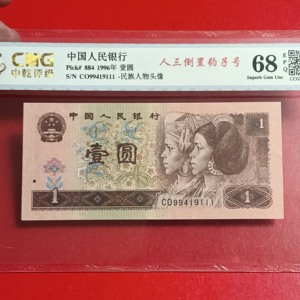 CMG
中乾评级
中国人民银行
Pick# 884 1996年 壹圆
S/N CO99419111 -民族人物头像
人三倒置豹子号
68
EPQ
Superb Gem Unc
中国人民银行
1
壹圆
1
CO99419111